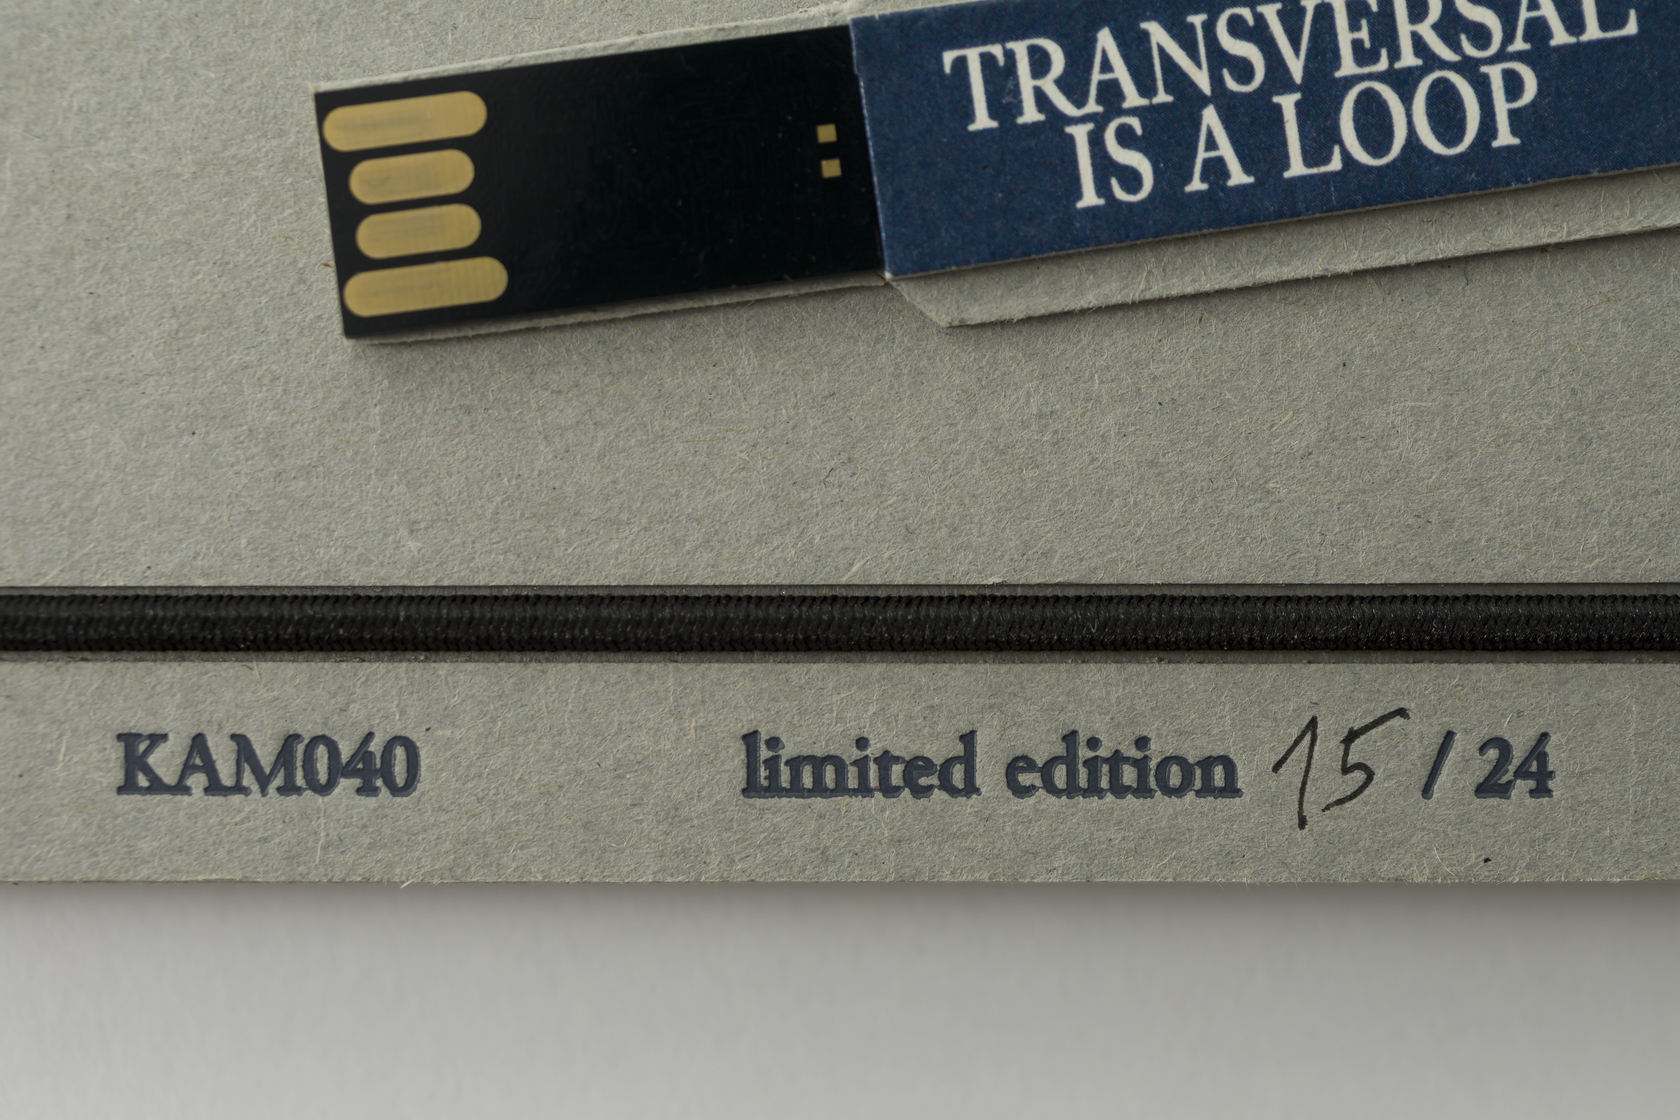 TRANSVERSAL
IS A LOOP
KAM040
limited edition 15 / 24